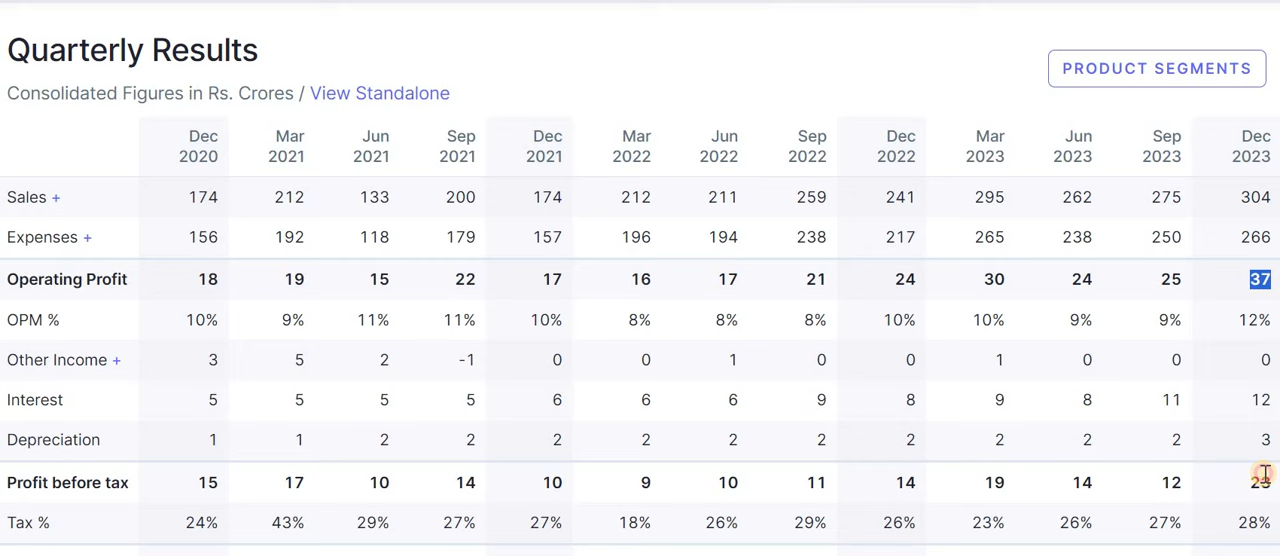 Quarterly Results
PRODUCT SEGMENTS
Consolidated Figures in Rs. Crores / View Standalone
Dec 2020 Mar 2021 Jun 2021 Sep 2021 Dec 2021 Mar 2022 Jun 2022 Sep 2022 Dec 2022 Mar 2023 Jun 2023 Sep 2023 Dec 2023
Sales + 174 212 133 200 174 212 211 259 241 295 262 275 304
Expenses + 156 192 118 179 157 196 194 238 217 265 238 250 266
Operating Profit 18 19 15 22 17 16 17 21 24 30 24 25 37
OPM % 10% 9% 11% 11% 10% 8% 8% 8% 10% 10% 9% 9% 12%
Other Income + 3 5 2 -1 0 0 1 0 0 1 0 0 0
Interest 5 5 5 5 6 6 6 9 8 9 8 11 12
Depreciation 1 1 2 2 2 2 2 2 2 2 2 2 3
Profit before tax 15 17 10 14 10 9 10 11 14 19 14 12 23
Tax % 24% 43% 29% 27% 27% 18% 26% 29% 26% 23% 26% 27% 28%